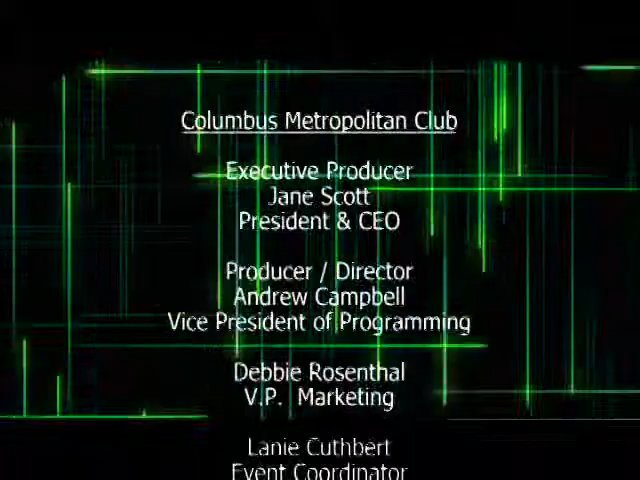 Columbus Metropolitan Club
Executive Producer
Jane Scott
President & CEO
Producer / Director
Andrew Campbell
Vice President of Programming
Debbie Rosenthal
V.P. Marketing
Lanie Cuthbert
Event Coordinator